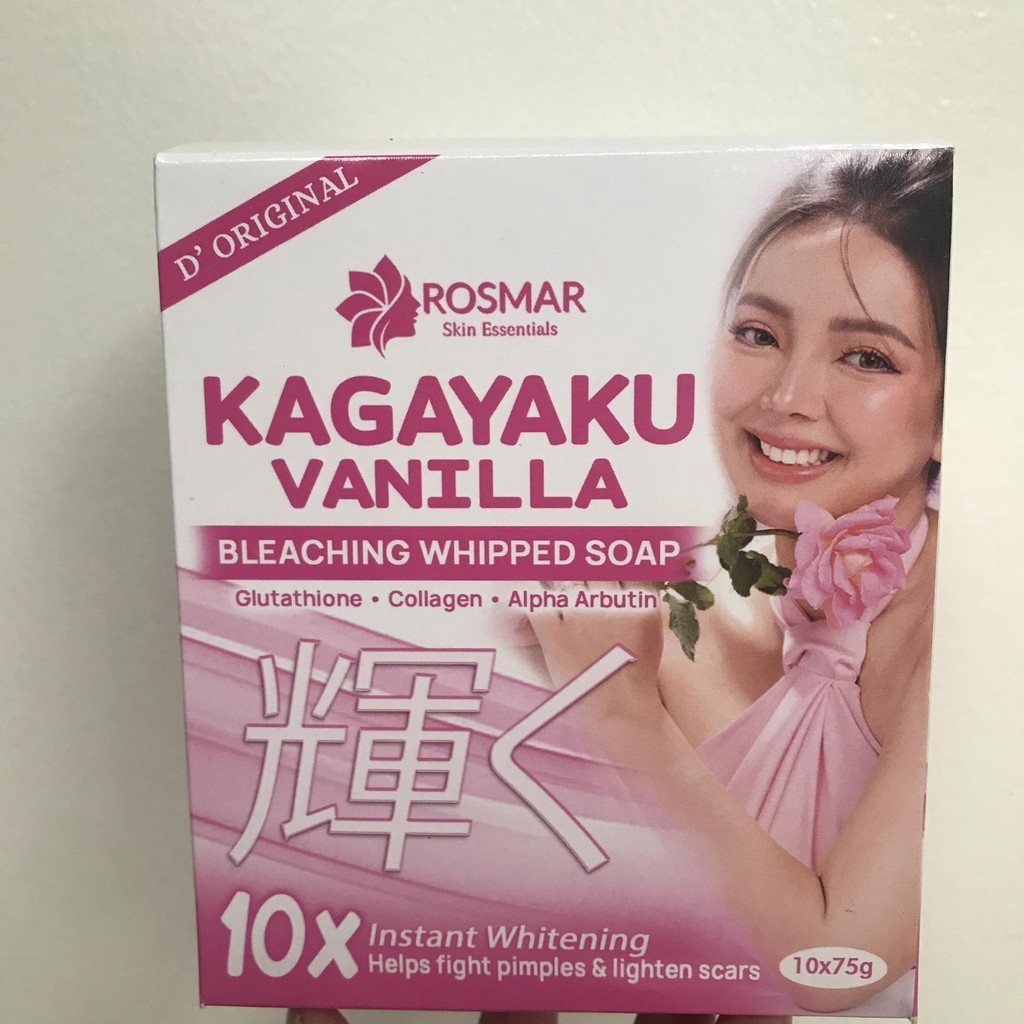 D' ORIGINAL
ROSMAR
Skin Essentials
KAGAYAKU
VANILLA
BLEACHING WHIPPED SOAP
Glutathione • Collagen • Alpha Arbutin
輝く
10X Instant Whitening
Helps fight pimples & lighten scars
10x75g